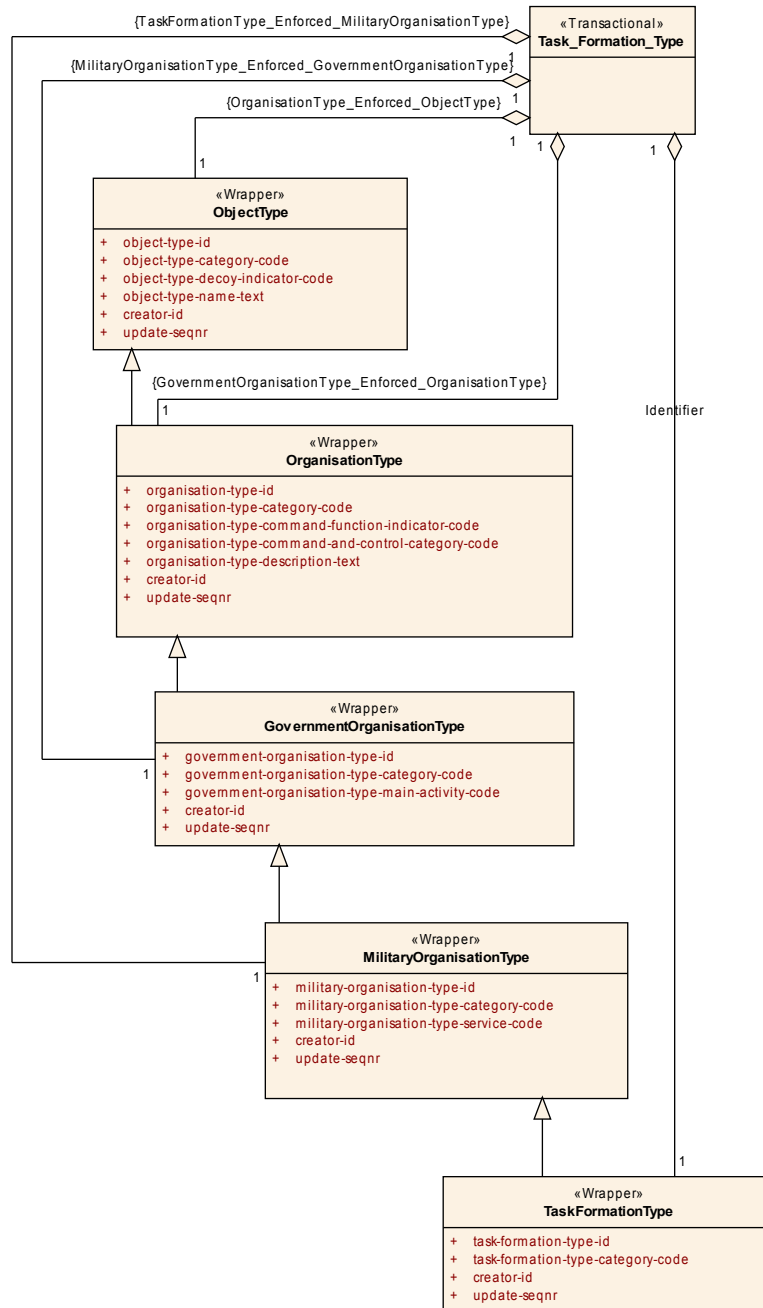 {TaskFormationType_Enforced_MilitaryOrganisationType}
«Transactional»
Task_Formation_Type
1
{MilitaryOrganisationType_Enforced_GovernmentOrganisationType}
1
{OrganisationType_Enforced_ObjectType}
1
1
1
1
«Wrapper»
ObjectType
+ object-type-id
+ object-type-category-code
+ object-type-decoy-indicator-code
+ object-type-name-text
+ creator-id
+ update-seqnr
{GovernmentOrganisationType_Enforced_OrganisationType}
1
Identifier
«Wrapper»
OrganisationType
+ organisation-type-id
+ organisation-type-category-code
+ organisation-type-command-function-indicator-code
+ organisation-type-command-and-control-category-code
+ organisation-type-description-text
+ creator-id
+ update-seqnr
«Wrapper»
GovernmentOrganisationType
+ government-organisation-type-id
+ government-organisation-type-category-code
+ government-organisation-type-main-activity-code
+ creator-id
+ update-seqnr
1
«Wrapper»
MilitaryOrganisationType
+ military-organisation-type-id
+ military-organisation-type-category-code
+ military-organisation-type-service-code
+ creator-id
+ update-seqnr
1
1
«Wrapper»
TaskFormationType
+ task-formation-type-id
+ task-formation-type-category-code
+ creator-id
+ update-seqnr